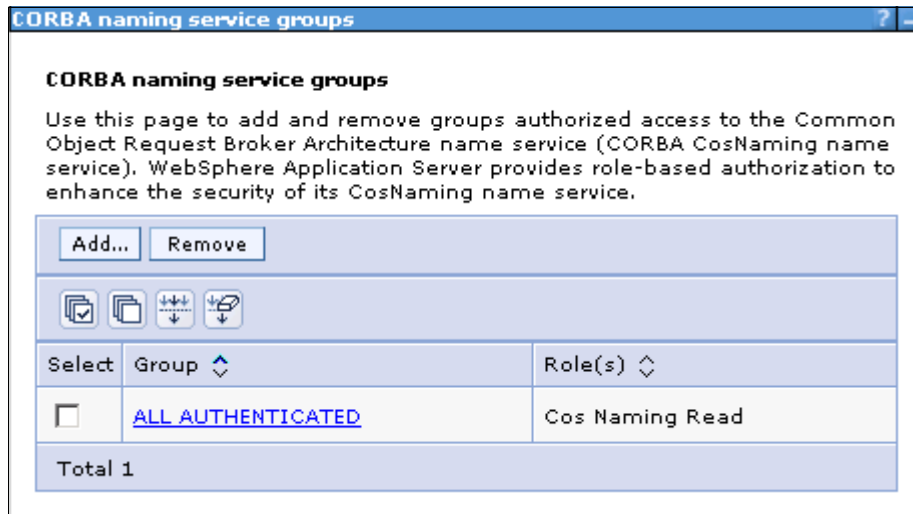 CORBA naming service groups ? -
CORBA naming service groups
Use this page to add and remove groups authorized access to the Common
Object Request Broker Architecture name service (CORBA CosNaming name
service). WebSphere Application Server provides role-based authorization to
enhance the security of its CosNaming name service.
Add... Remove
Select Group Role(s)
ALL AUTHENTICATED Cos Naming Read
Total 1